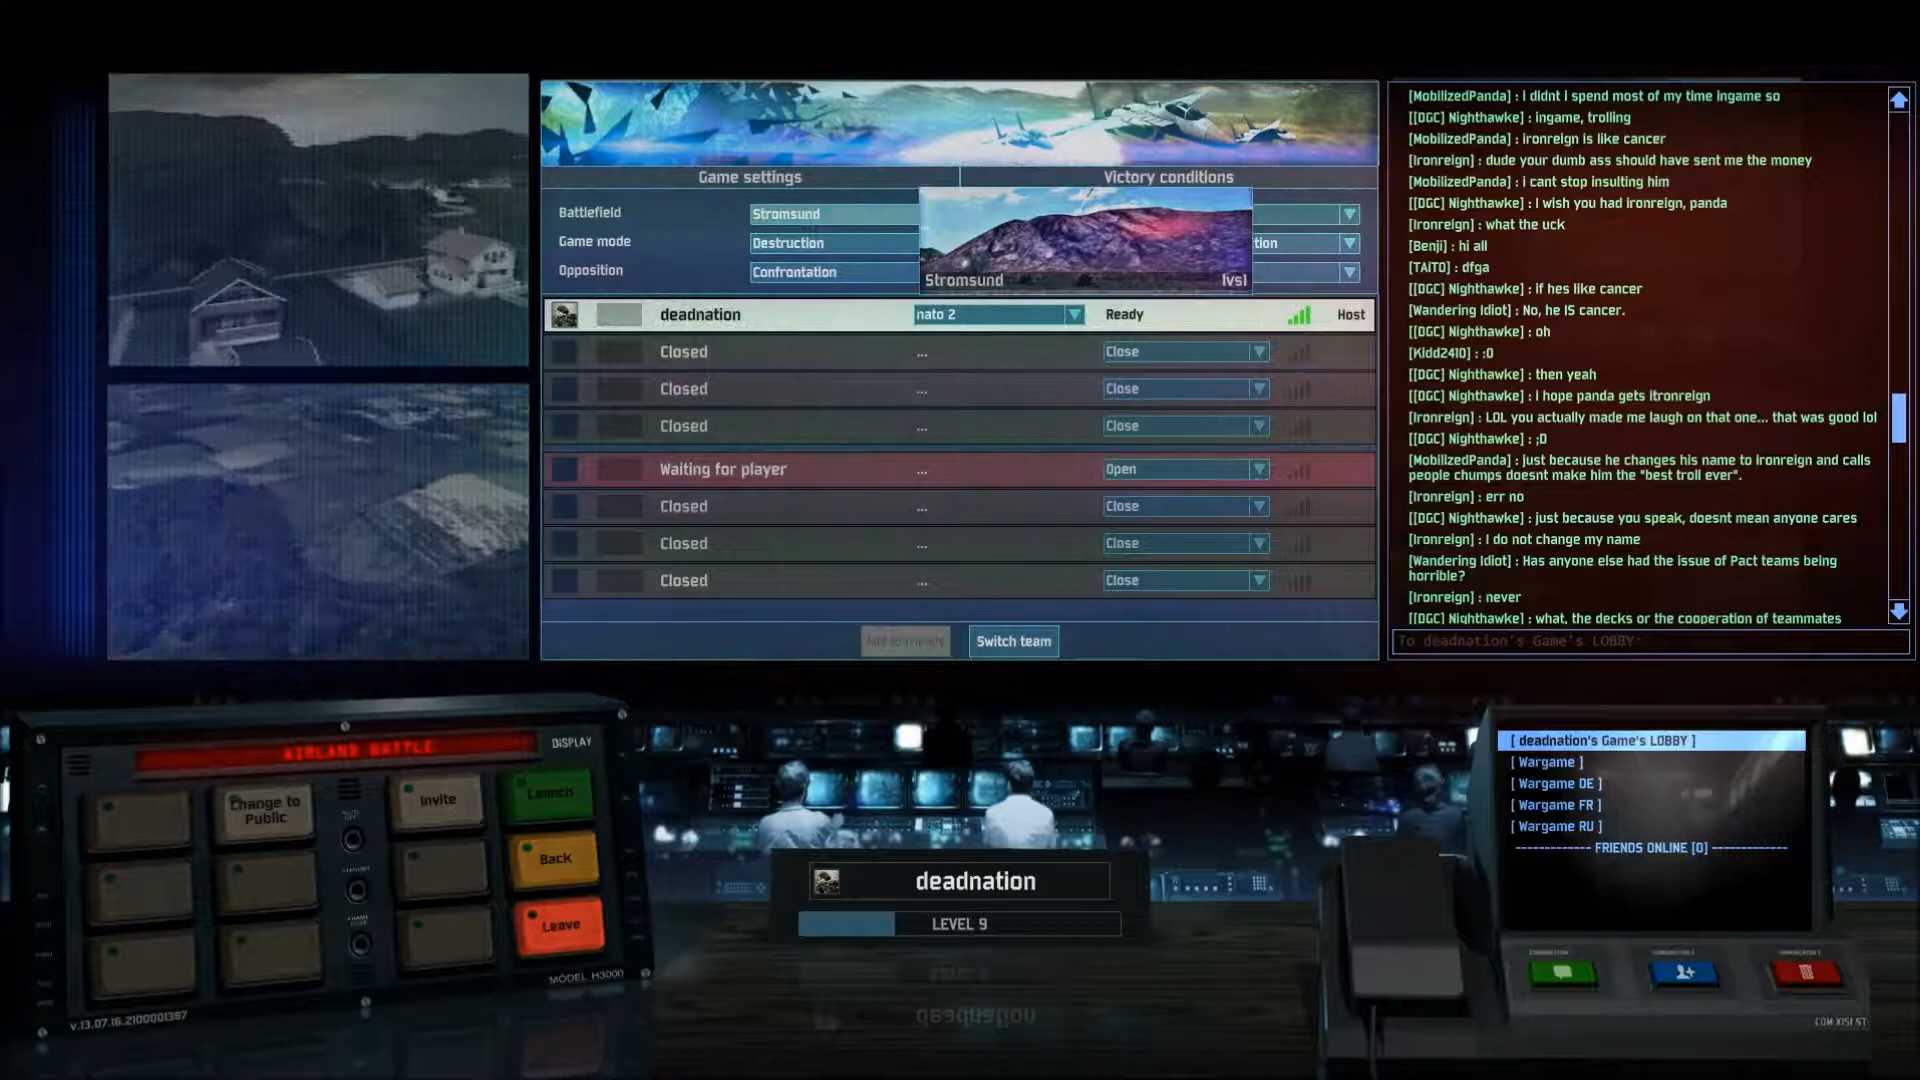 Game settings
Victory conditions
Battlefield
Stromsund
Game mode
Destruction
tion
Opposition
Confrontation
Stromsund
[vs]
deadnation
nato 2
Ready
Host
Closed
...
Close
Closed
...
Close
Closed
...
Close
Waiting for player
...
Open
Closed
...
Close
Closed
...
Close
Closed
...
Close
Add to friends
Switch team
[MobilizedPanda] : i didnt i spend most of my time ingame so
[[DGC] Nighthawke] : ingame, trolling
[MobilizedPanda] : ironreign is like cancer
[Ironreign] : dude your dumb ass should have sent me the money
[MobilizedPanda] : i cant stop insulting him
[[DGC] Nighthawke] : I wish you had ironreign, panda
[Ironreign] : what the uck
[Benji] : hi all
[TAiTO] : dfga
[[DGC] Nighthawke] : if hes like cancer
[Wandering Idiot] : No, he IS cancer.
[[DGC] Nighthawke] : oh
[Kidd2410] : :O
[[DGC] Nighthawke] : then yeah
[[DGC] Nighthawke] : I hope panda gets itronreign
[Ironreign] : LOL you actually made me laugh on that one... that was good lol
[[DGC] Nighthawke] : ;D
[MobilizedPanda] : just because he changes his name to ironreign and calls
people chumps doesnt make him the "best troll ever".
[Ironreign] : err no
[[DGC] Nighthawke] : just because you speak, doesnt mean anyone cares
[Ironreign] : I do not change my name
[Wandering Idiot] : Has anyone else had the issue of Pact teams being
horrible?
[Ironreign] : never
[[DGC] Nighthawke] : what, the decks or the cooperation of teammates
To deadnation's Game's LOBBY:
AIRLAND BATTLE
DISPLAY
Change to
Public
Invite
Launch
Back
Leave
MODEL H3000
v.13.07.16.2100001387
deadnation
LEVEL 9
[ deadnation's Game's LOBBY ]
[ Wargame ]
[ Wargame DE ]
[ Wargame FR ]
[ Wargame RU ]
------------- FRIENDS ONLINE [0] -------------
COM X1S1 ST